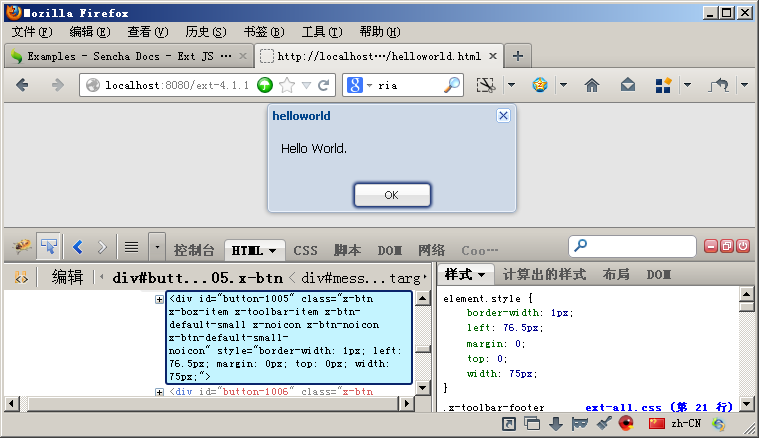 Mozilla Firefox
文件(F) 编辑(E) 查看(V) 历史(S) 书签(B) 工具(T) 帮助(H)
Examples - Sencha Docs - Ext JS ··· http://localhost···/helloworld.html
localhost:8080/ext-4.1.1 ria
helloworld
Hello World.
OK
控制台 HTML CSS 脚本 DOM 网络 Coo···
编辑 div#butt...05.x-btn < div#mess...targ
样式 计算出的样式 布局 DOM
<div id="button-1005" class="x-btn
x-box-item x-toolbar-item x-btn-
default-small x-noicon x-btn-noicon
x-btn-default-small-
noicon" style="border-width: 1px; left:
76.5px; margin: 0px; top: 0px; width:
75px;">
<div id="button-1006" class="x-btn
element.style {
border-width: 1px;
left: 76.5px;
margin: 0;
top: 0;
width: 75px;
}
.x-toolbar-footer ext-all.css (第 21 行)
zh-CN